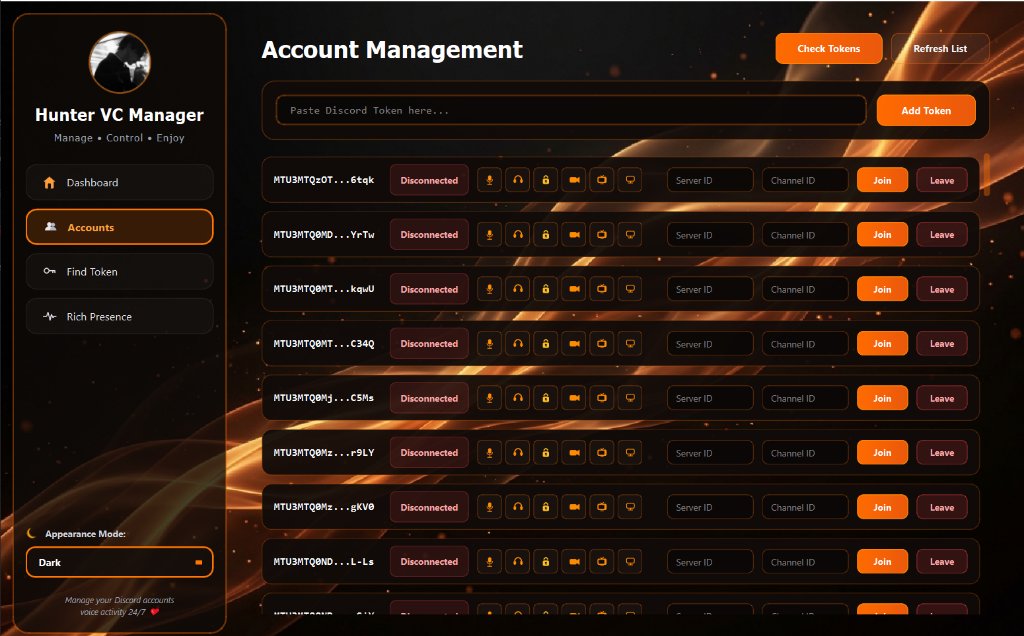 Hunter VC Manager
Manage • Control • Enjoy
Dashboard
Accounts
Find Token
Rich Presence
Appearance Mode:
Dark
Manage your Discord accounts
voice activity 24/7
Account Management
Check Tokens
Refresh List
Paste Discord Token here...
Add Token
MTU3MTQzOT...6tqk Disconnected Server ID Channel ID Join Leave
MTU3MTQ0MD...YrTw Disconnected Server ID Channel ID Join Leave
MTU3MTQ0MT...kqwU Disconnected Server ID Channel ID Join Leave
MTU3MTQ0MT...C34Q Disconnected Server ID Channel ID Join Leave
MTU3MTQ0Mj...C5Ms Disconnected Server ID Channel ID Join Leave
MTU3MTQ0Mz...r9LY Disconnected Server ID Channel ID Join Leave
MTU3MTQ0Mz...gKV0 Disconnected Server ID Channel ID Join Leave
MTU3MTQ0ND...L-Ls Disconnected Server ID Channel ID Join Leave